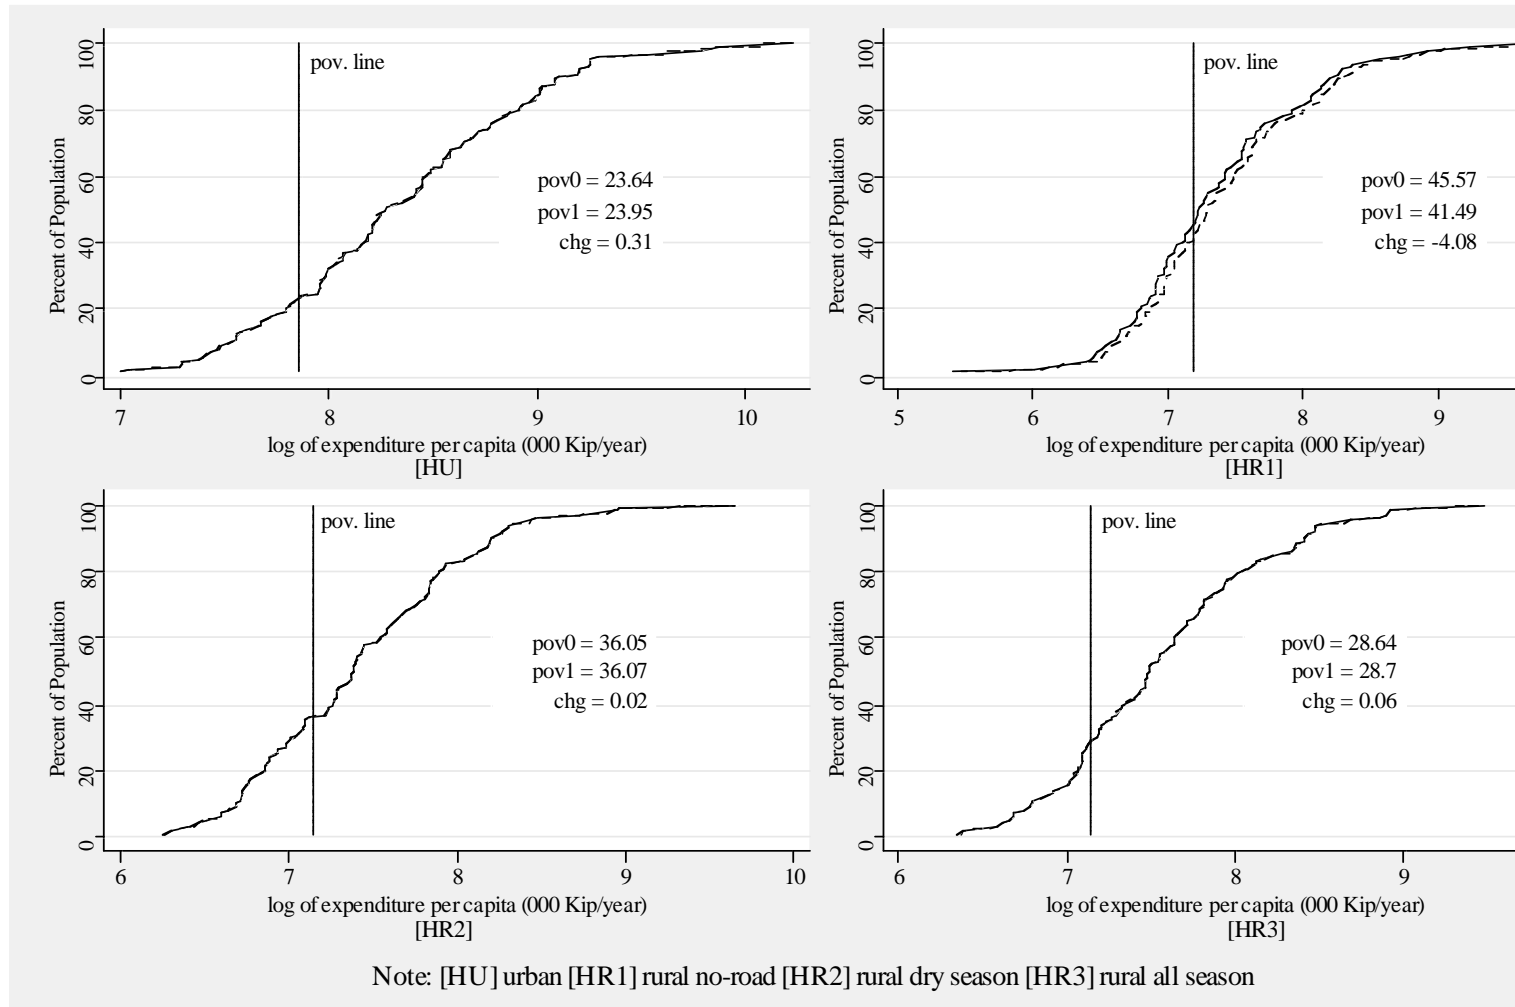 Percent of Population
100
80
60
40
20
0
pov. line
pov0 = 23.64
pov1 = 23.95
chg = 0.31
7 8 9 10
log of expenditure per capita (000 Kip/year)
[HU]
Percent of Population
100
80
60
40
20
0
pov. line
pov0 = 45.57
pov1 = 41.49
chg = -4.08
5 6 7 8 9
log of expenditure per capita (000 Kip/year)
[HR1]
Percent of Population
100
80
60
40
20
0
pov. line
pov0 = 36.05
pov1 = 36.07
chg = 0.02
6 7 8 9 10
log of expenditure per capita (000 Kip/year)
[HR2]
Percent of Population
100
80
60
40
20
0
pov. line
pov0 = 28.64
pov1 = 28.7
chg = 0.06
6 7 8 9
log of expenditure per capita (000 Kip/year)
[HR3]
Note: [HU] urban [HR1] rural no-road [HR2] rural dry season [HR3] rural all season